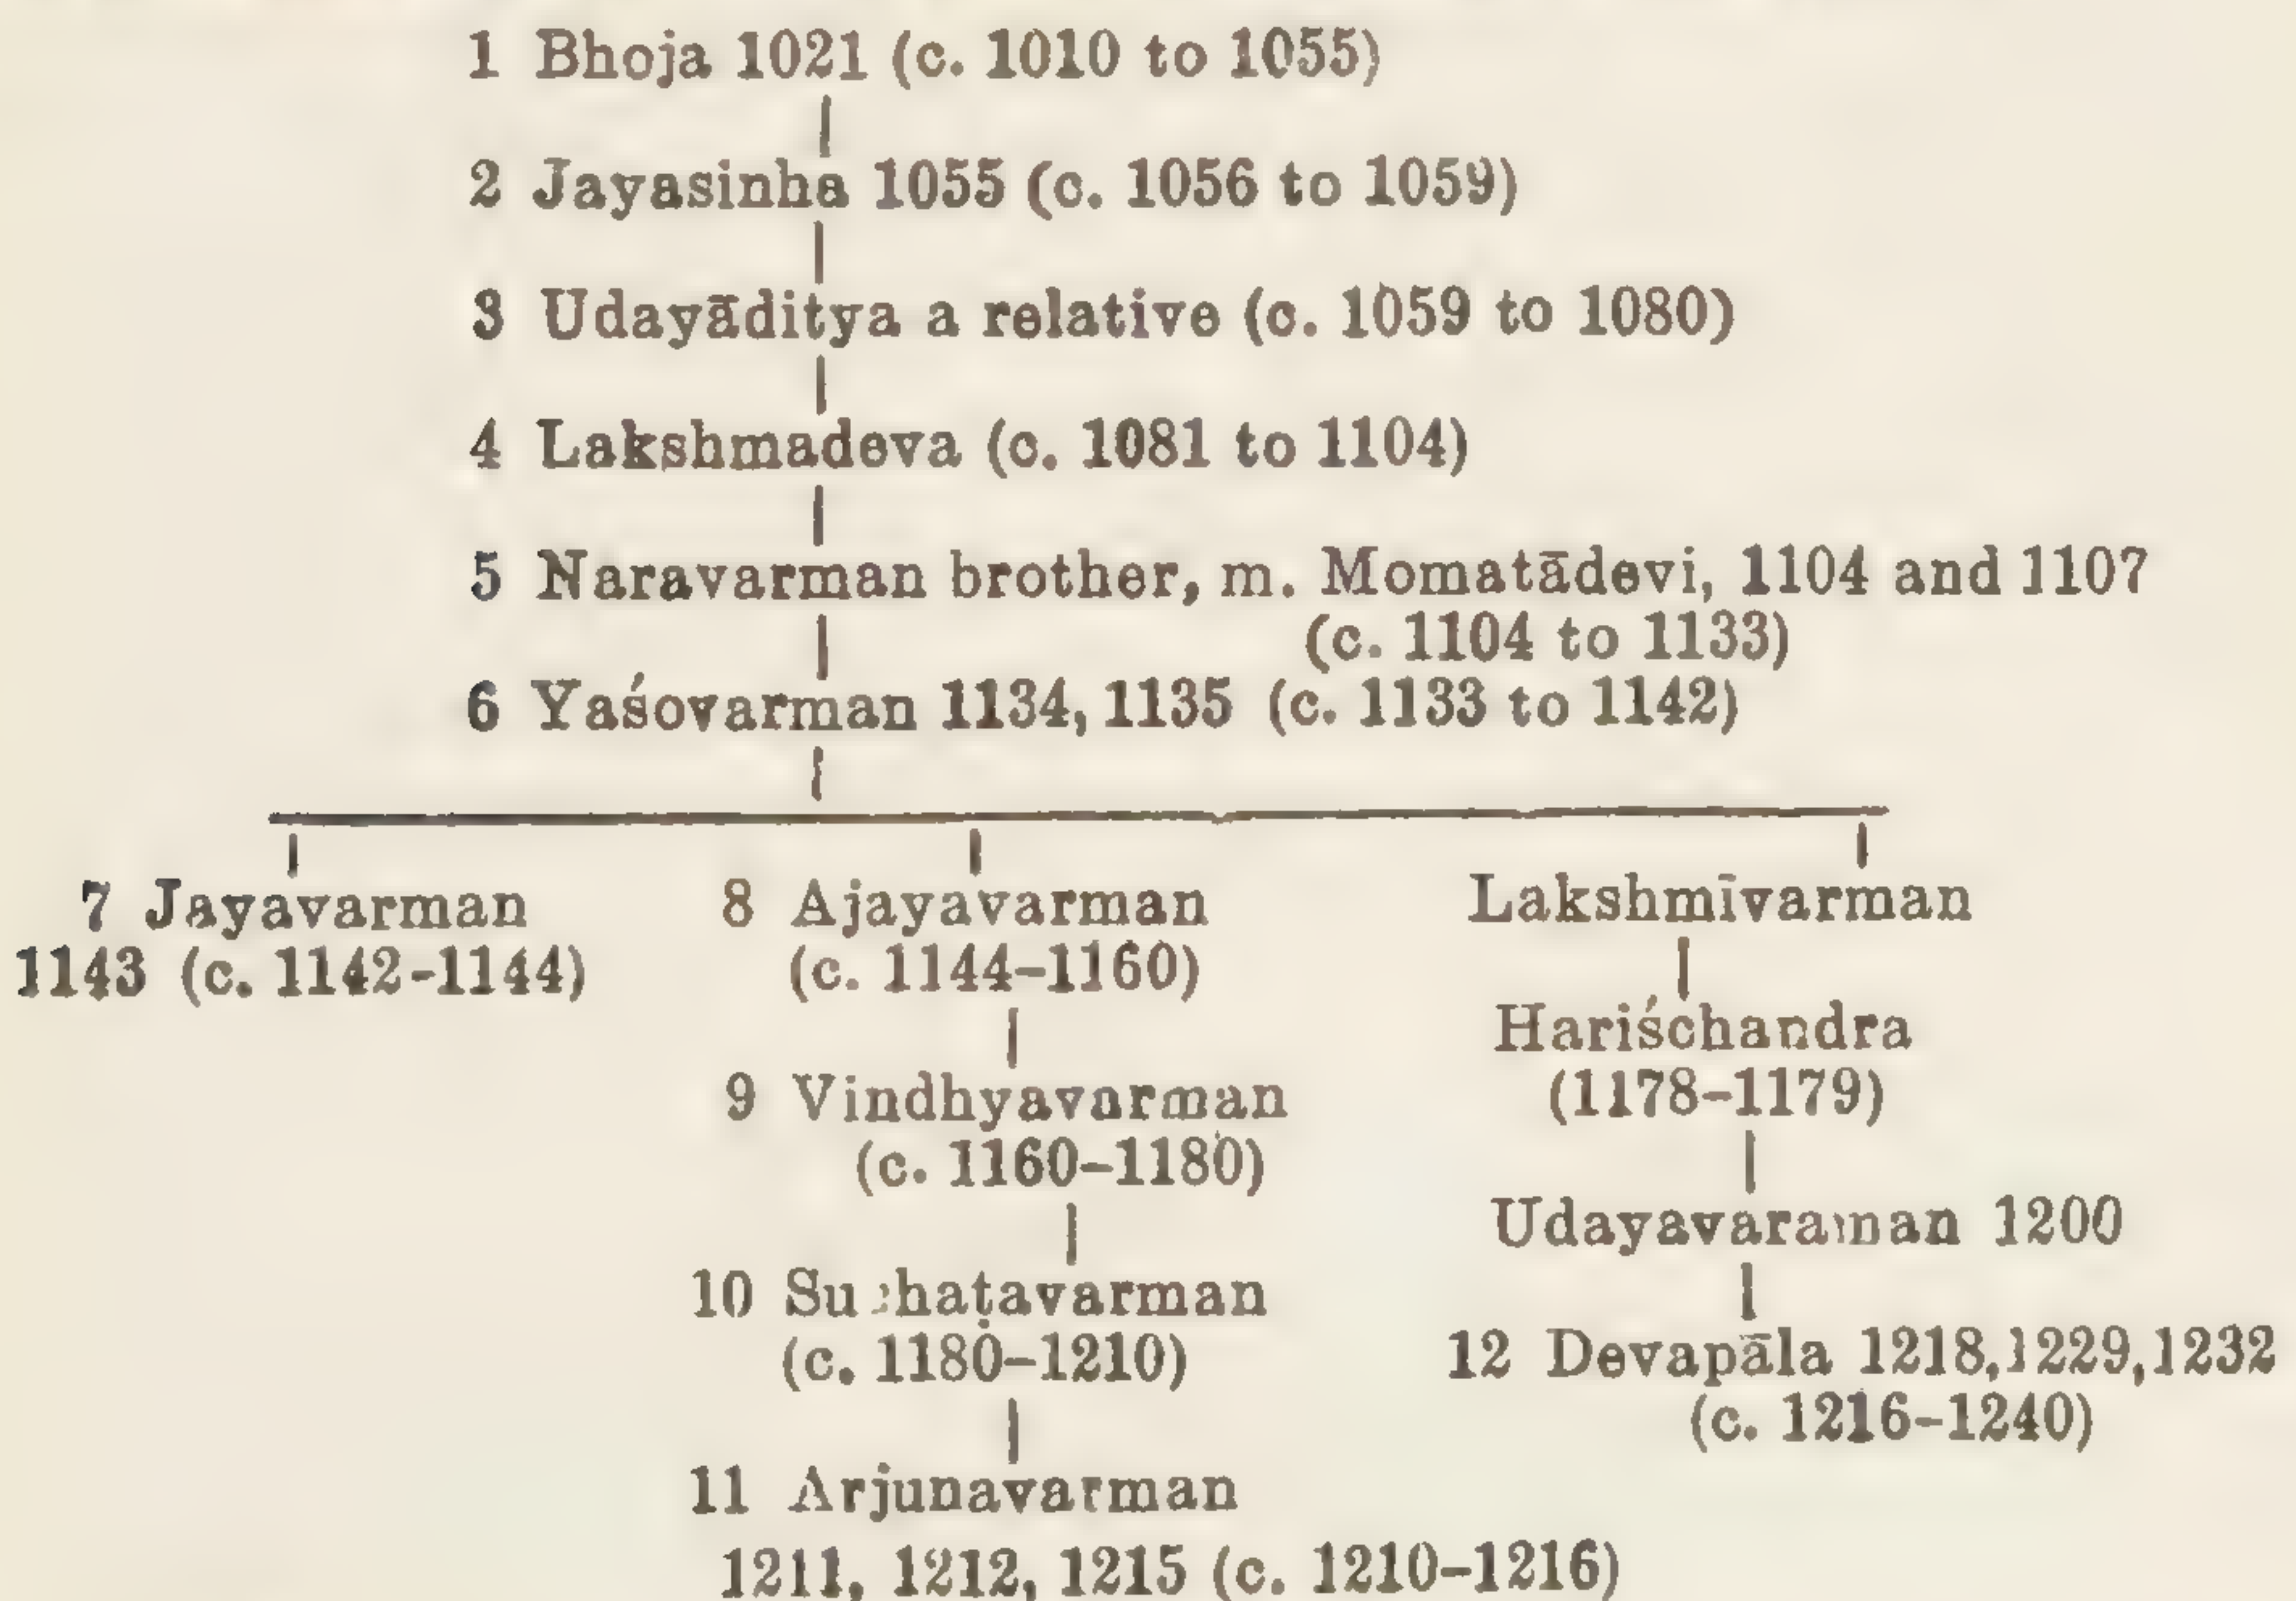 1 Bhoja 1021 (c. 1010 to 1055)
2 Jayasinha 1055 (c. 1056 to 1059)
3 Udayāditya a relative (c. 1059 to 1080)
4 Lakshmadeva (c. 1081 to 1104)
5 Naravarman brother, m. Momatādevi, 1104 and 1107
(c. 1104 to 1133)
6 Yaśovarman 1134, 1135 (c. 1133 to 1142)
7 Jayavarman
1143 (c. 1142-1144)
8 Ajayavarman
(c. 1144-1160)
9 Vindhyavarman
(c. 1160-1180)
10
(c. 1180-1210)
11 Arjunavarman
1211, 1212, 1215 (c. 1210-1216)
Lakshmīvarman
Hariśchandra
(1178-1179)
Udayavaraman 1200
12 Devapāla 1218,1229,1232
(c. 1216-1240)